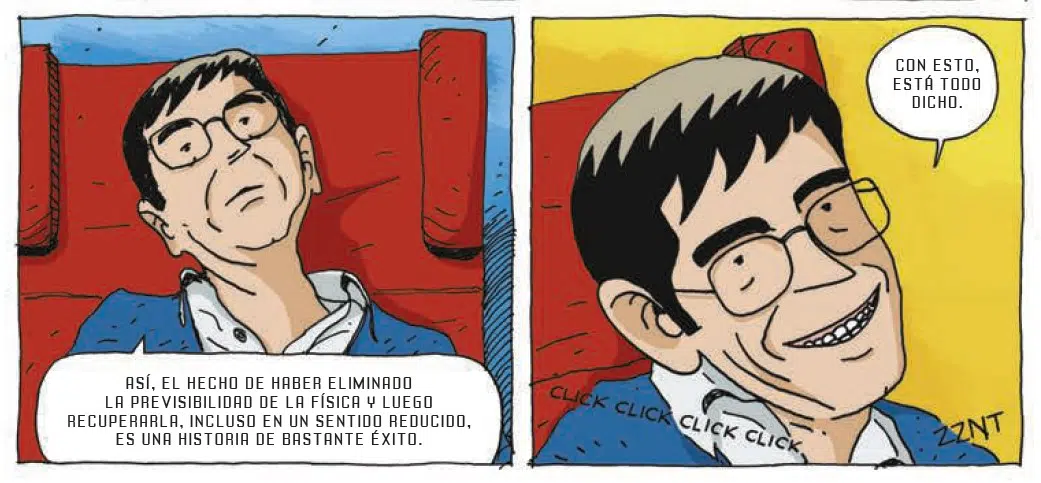 ASÍ, EL HECHO DE HABER ELIMINADO
LA PREVISIBILIDAD DE LA FÍSICA Y LUEGO
RECUPERARLA, INCLUSO EN UN SENTIDO REDUCIDO,
ES UNA HISTORIA DE BASTANTE ÉXITO.
CON ESTO,
ESTÁ TODO
DICHO.
CLICK CLICK CLICK CLICK
ZZNT